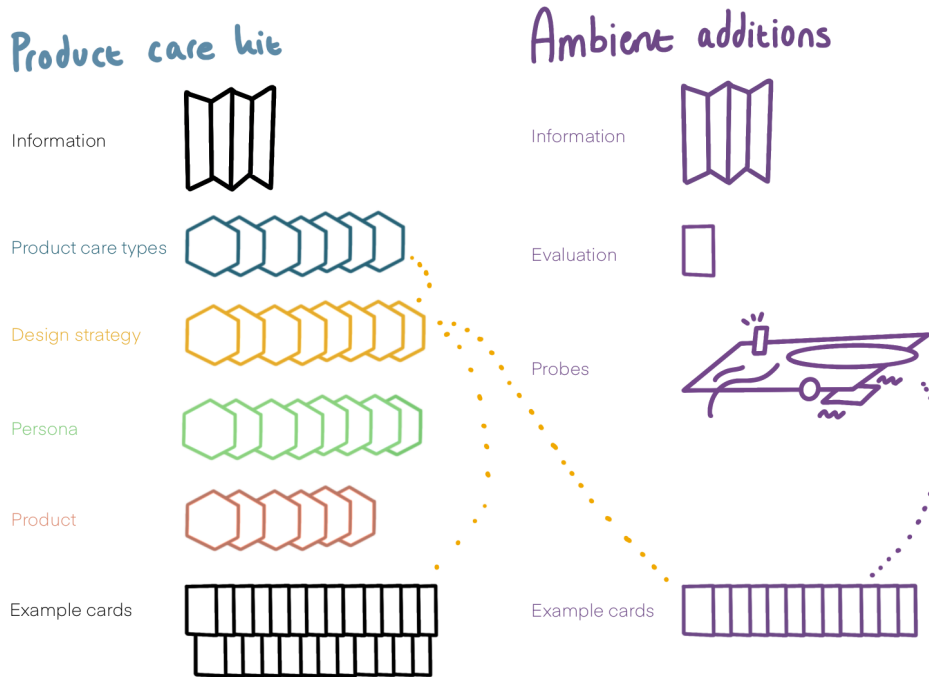 Product care kit
Information
Product care types
Design strategy
Persona
Product
Example cards
Ambient additions
Information
Evaluation
Probes
Example cards